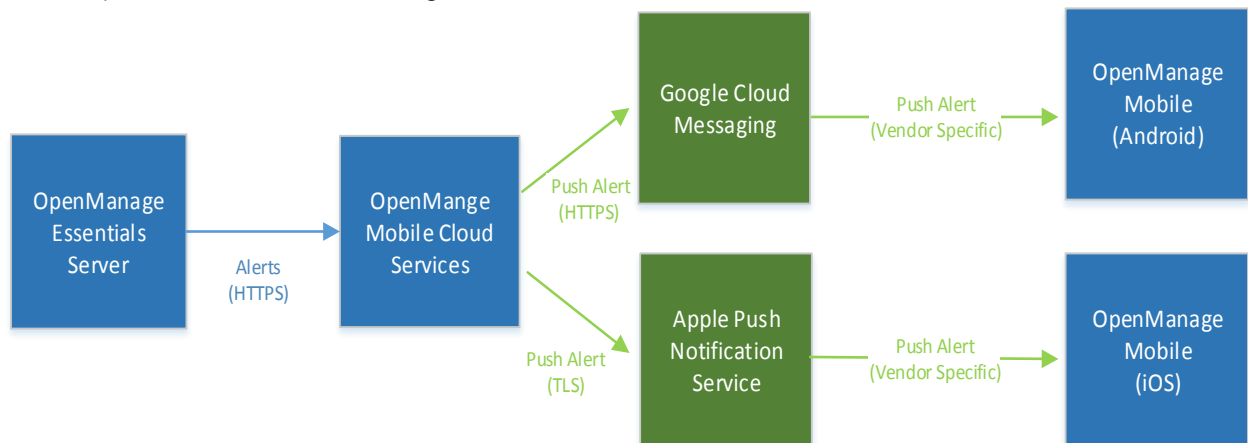 Google Cloud
Messaging
Push Alert
(Vendor Specific)
OpenManage
Mobile
(Android)
OpenManage
Essentials
Server
Alerts
(HTTPS)
OpenMange
Mobile Cloud
Services
Push Alert
(HTTPS)
Push Alert
(TLS)
Apple Push
Notification
Service
Push Alert
(Vendor Specific)
OpenManage
Mobile
(iOS)